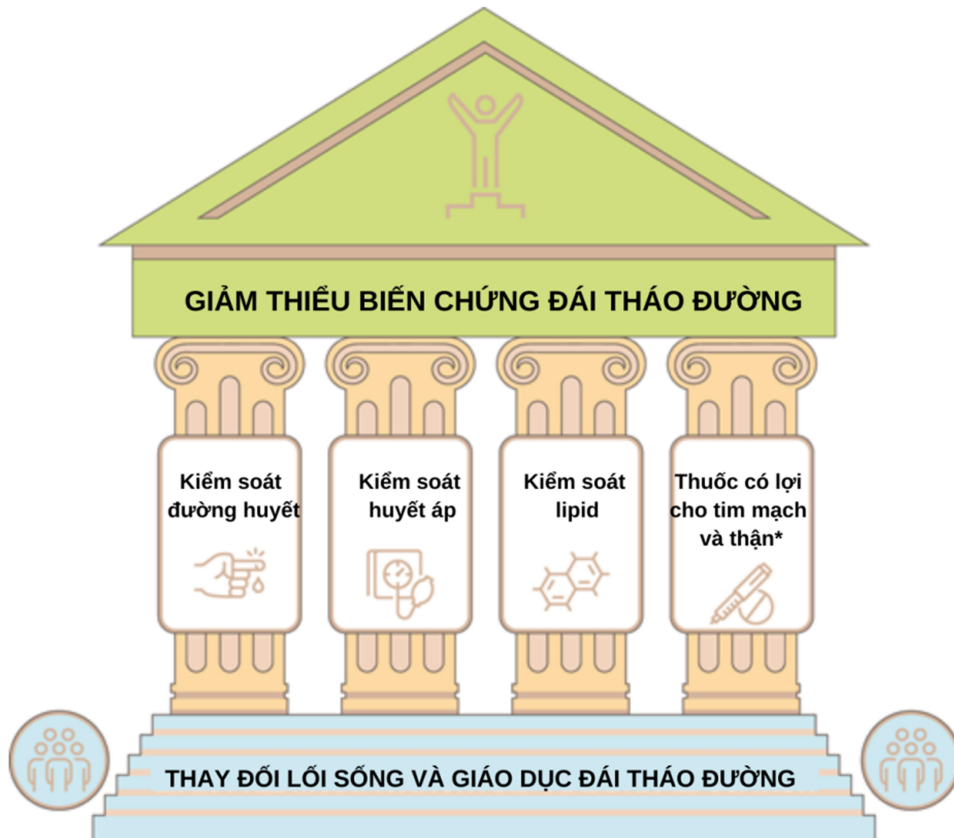 GIẢM THIỂU BIẾN CHỨNG ĐÁI THÁO ĐƯỜNG
Kiểm soát
đường huyết
Kiểm soát
huyết áp
Kiểm soát
lipid
Thuốc có lợi
cho tim mạch
và thận*
THAY ĐỐI LỐI SỐNG VÀ GIÁO DỤC ĐÁI THÁO ĐƯỜNG